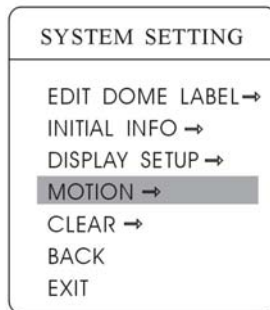 SYSTEM SETTING
EDIT DOME LABEL→
INITIAL INFO →
DISPLAY SETUP →
MOTION →
CLEAR →
BACK
EXIT